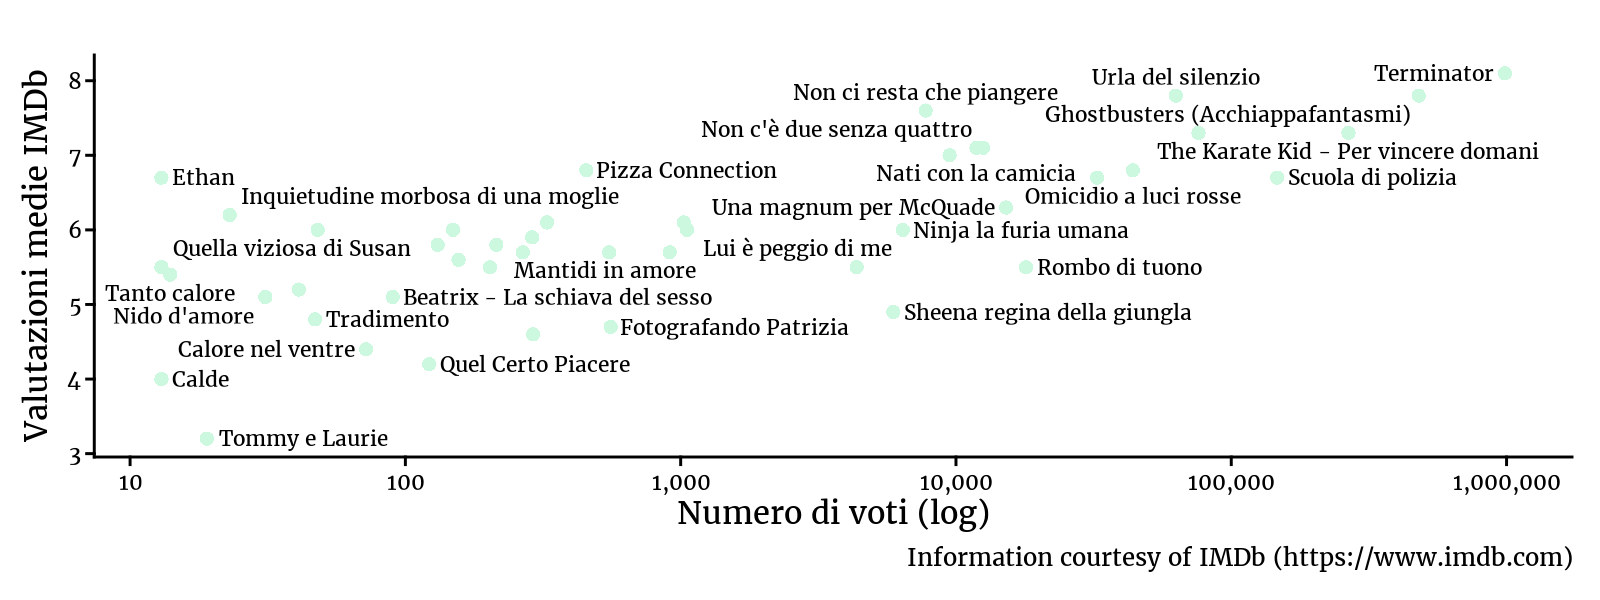 Valutazioni medie IMDb
8
7
6
5
4
3
Terminator
Urla del silenzio
Non ci resta che piangere
Ghostbusters (Acchiappafantasmi)
Non c'è due senza quattro
The Karate Kid - Per vincere domani
Pizza Connection
Nati con la camicia
Ethan
Scuola di polizia
Inquietudine morbosa di una moglie
Omicidio a luci rosse
Una magnum per McQuade
Ninja la furia umana
Quella viziosa di Susan
Lui è peggio di me
Mantidi in amore
Rombo di tuono
Tanto calore
Beatrix - La schiava del sesso
Nido d'amore
Tradimento
Sheena regina della giungla
Fotografando Patrizia
Calore nel ventre
Quel Certo Piacere
Calde
Tommy e Laurie
10
100
1,000
10,000
100,000
1,000,000
Numero di voti (log)
Information courtesy of IMDb (https://www.imdb.com)